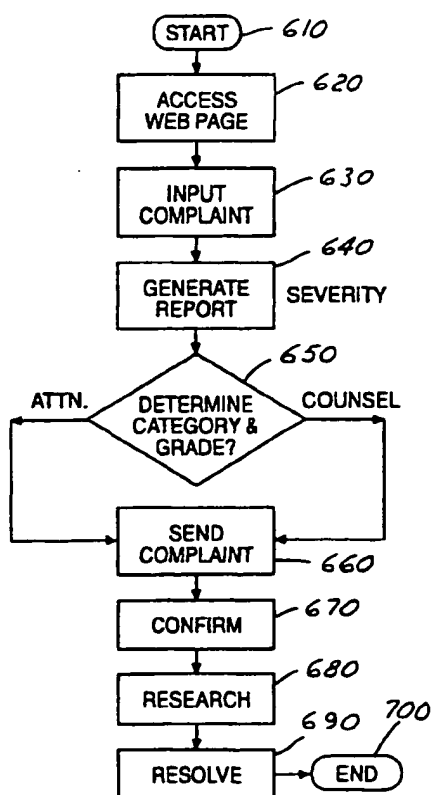 START 610
620
ACCESS
WEB PAGE
630
INPUT
COMPLAINT
640
GENERATE
REPORT
SEVERITY
650
ATTN.
DETERMINE
CATEGORY &
GRADE?
COUNSEL
SEND
COMPLAINT
660
670
CONFIRM
680
RESEARCH
690
700
RESOLVE
END